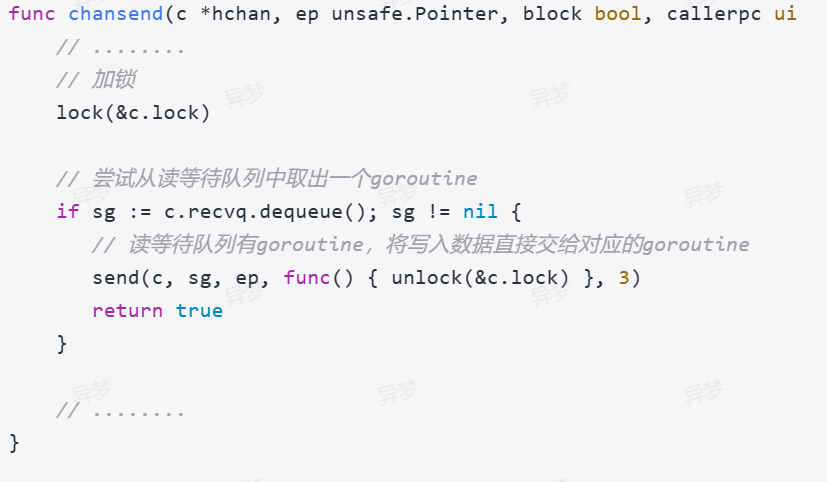 func chansend(c *hchan, ep unsafe.Pointer, block bool, callerpc ui
// ........
// 加锁
lock(&c.lock)
// 尝试从读等待队列中取出一个goroutine
if sg := c.recvq.dequeue(); sg != nil {
// 读等待队列有goroutine，将写入数据直接交给对应的goroutine
send(c, sg, ep, func() { unlock(&c.lock) }, 3)
return true
}
// ........
}
异梦
异梦
异梦
异梦
异梦
异梦
异梦
异梦
异梦
异梦